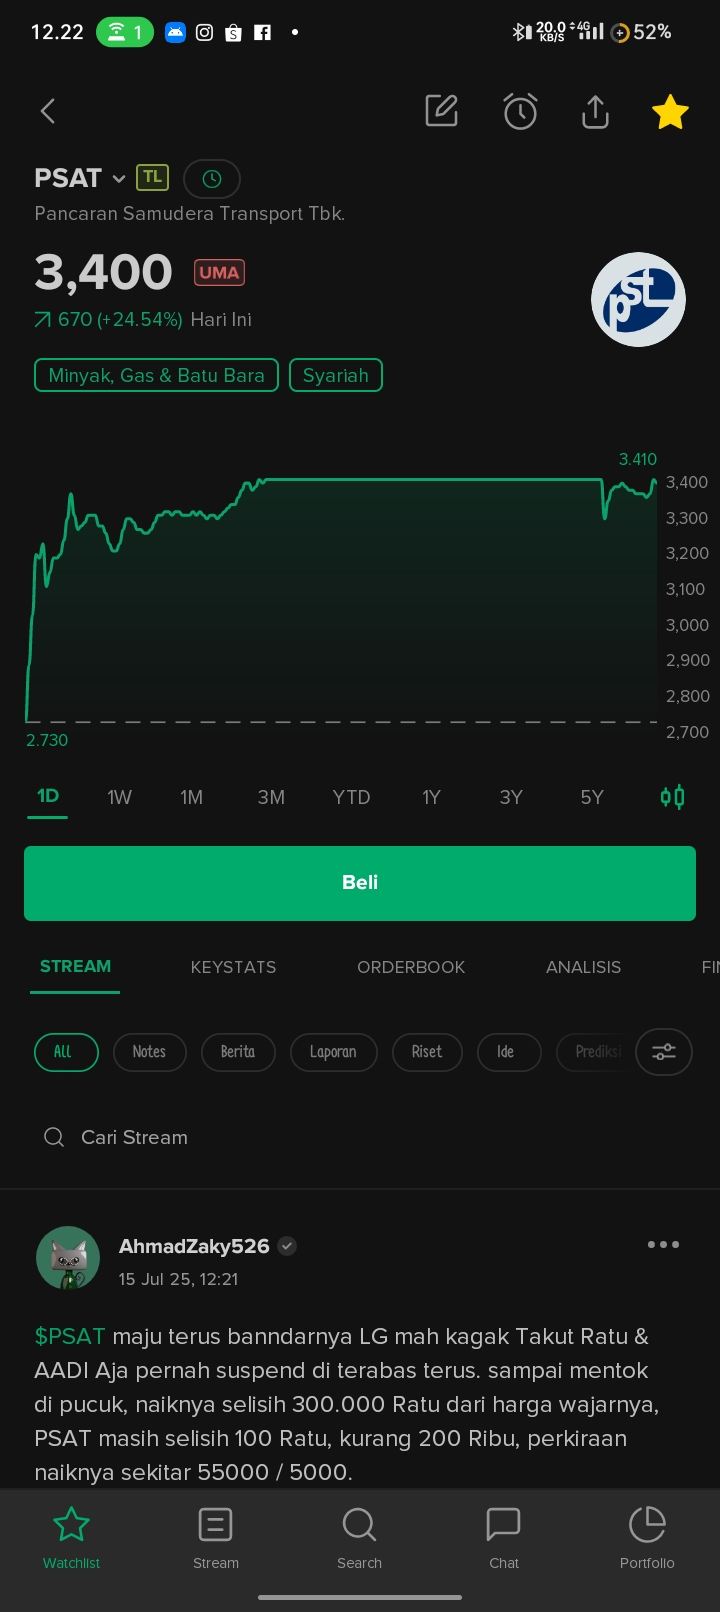 12.22 1 20.0 KB/S 4G 52%
PSAT TL
Pancaran Samudera Transport Tbk.
3,400 UMA
pst
670 (+24.54%) Hari Ini
Minyak, Gas & Batu Bara Syariah
3.410
3,400
3,300
3,200
3,100
3,000
2,900
2,800
2,700
2.730
1D 1W 1M 3M YTD 1Y 3Y 5Y
Beli
STREAM KEYSTATS ORDERBOOK ANALISIS FIN
All Notes Berita Laporan Riset Ide Prediksi
Cari Stream
AhmadZaky526
15 Jul 25, 12:21
$PSAT maju terus banndarnya LG mah kagak Takut Ratu &
AADI Aja pernah suspend di terabas terus. sampai mentok
di pucuk, naiknya selisih 300.000 Ratu dari harga wajarnya,
PSAT masih selisih 100 Ratu, kurang 200 Ribu, perkiraan
naiknya sekitar 55000 / 5000.
Watchlist Stream Search Chat Portfolio